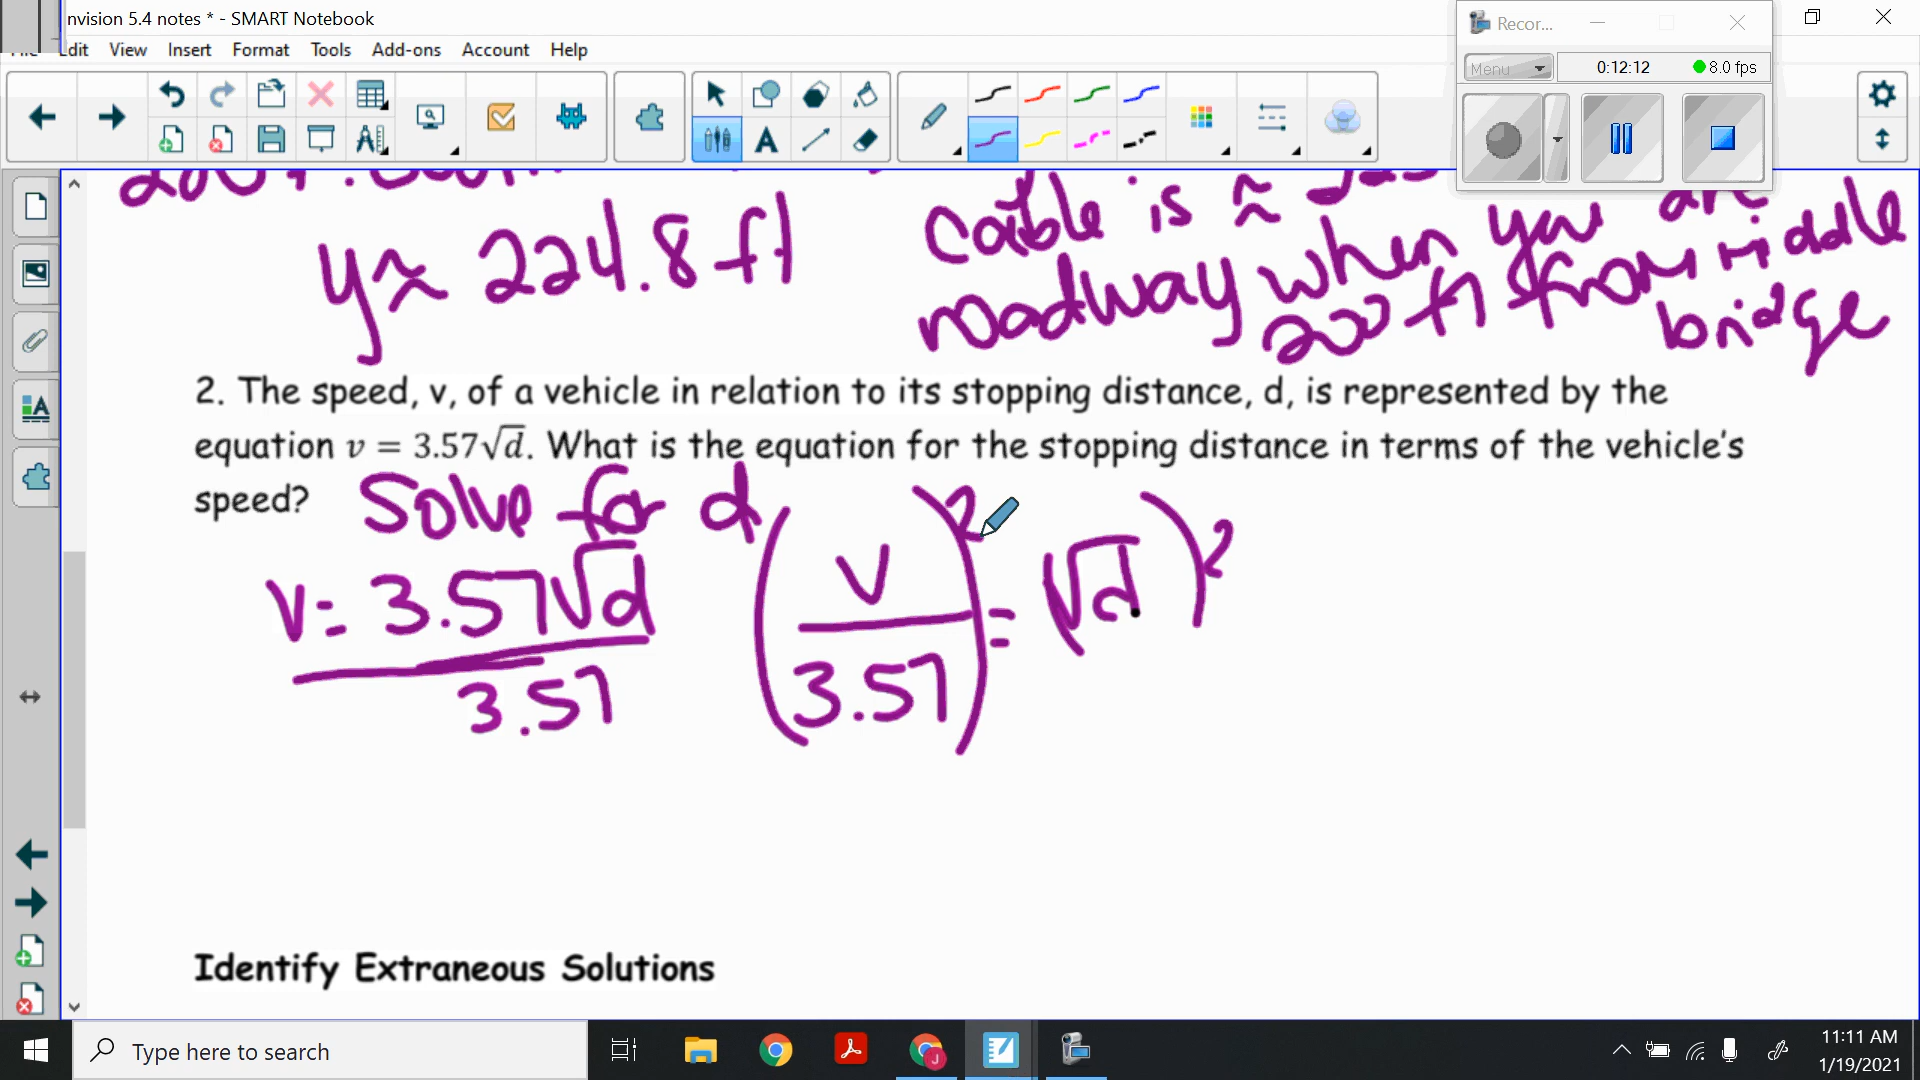 nvision 5.4 notes * - SMART Notebook
Edit View Insert Format Tools Add-ons Account Help
Recor...
Menu 0:12:12 8.0 fps
cable is ≈
y ≈ 224.8 ft
roadway when you are
200 ft from middle
bridge
2. The speed, v, of a vehicle in relation to its stopping distance, d, is represented by the
equation v = 3.57√d. What is the equation for the stopping distance in terms of the vehicle's
speed? Solve for d
v = 3.57√d
3.57
(v/3.57)² = (√d)²
Identify Extraneous Solutions
Type here to search
11:11 AM
1/19/2021